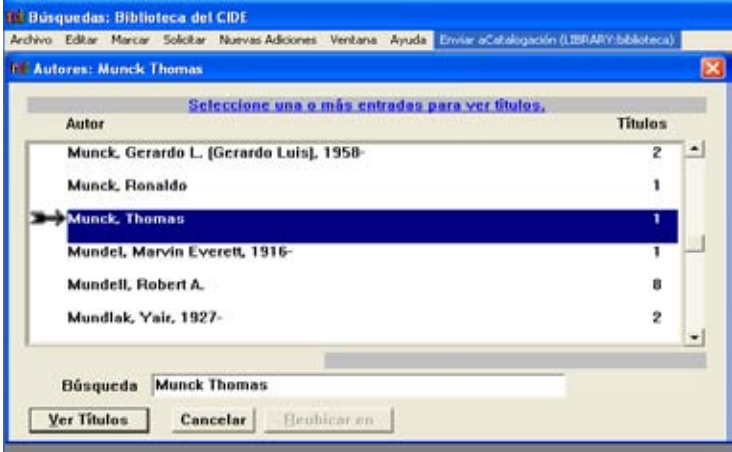 Búsquedas: Biblioteca del CIDE
Archivo Editar Marcar Solicitar Nuevas Adiciones Ventana Ayuda Enviar aCatalogación (LIBRARY:biblioteca)
Autores: Munck Thomas
Seleccione una o más entradas para ver títulos.
Autor Títulos
Munck, Gerardo L. (Gerardo Luis), 1958- 2
Munck, Ronaldo 1
Munck, Thomas 1
Mundel, Marvin Everett, 1916- 1
Mundell, Robert A. 8
Mundlak, Yair, 1927- 2
Búsqueda Munck Thomas
Ver Títulos Cancelar Reubicar en